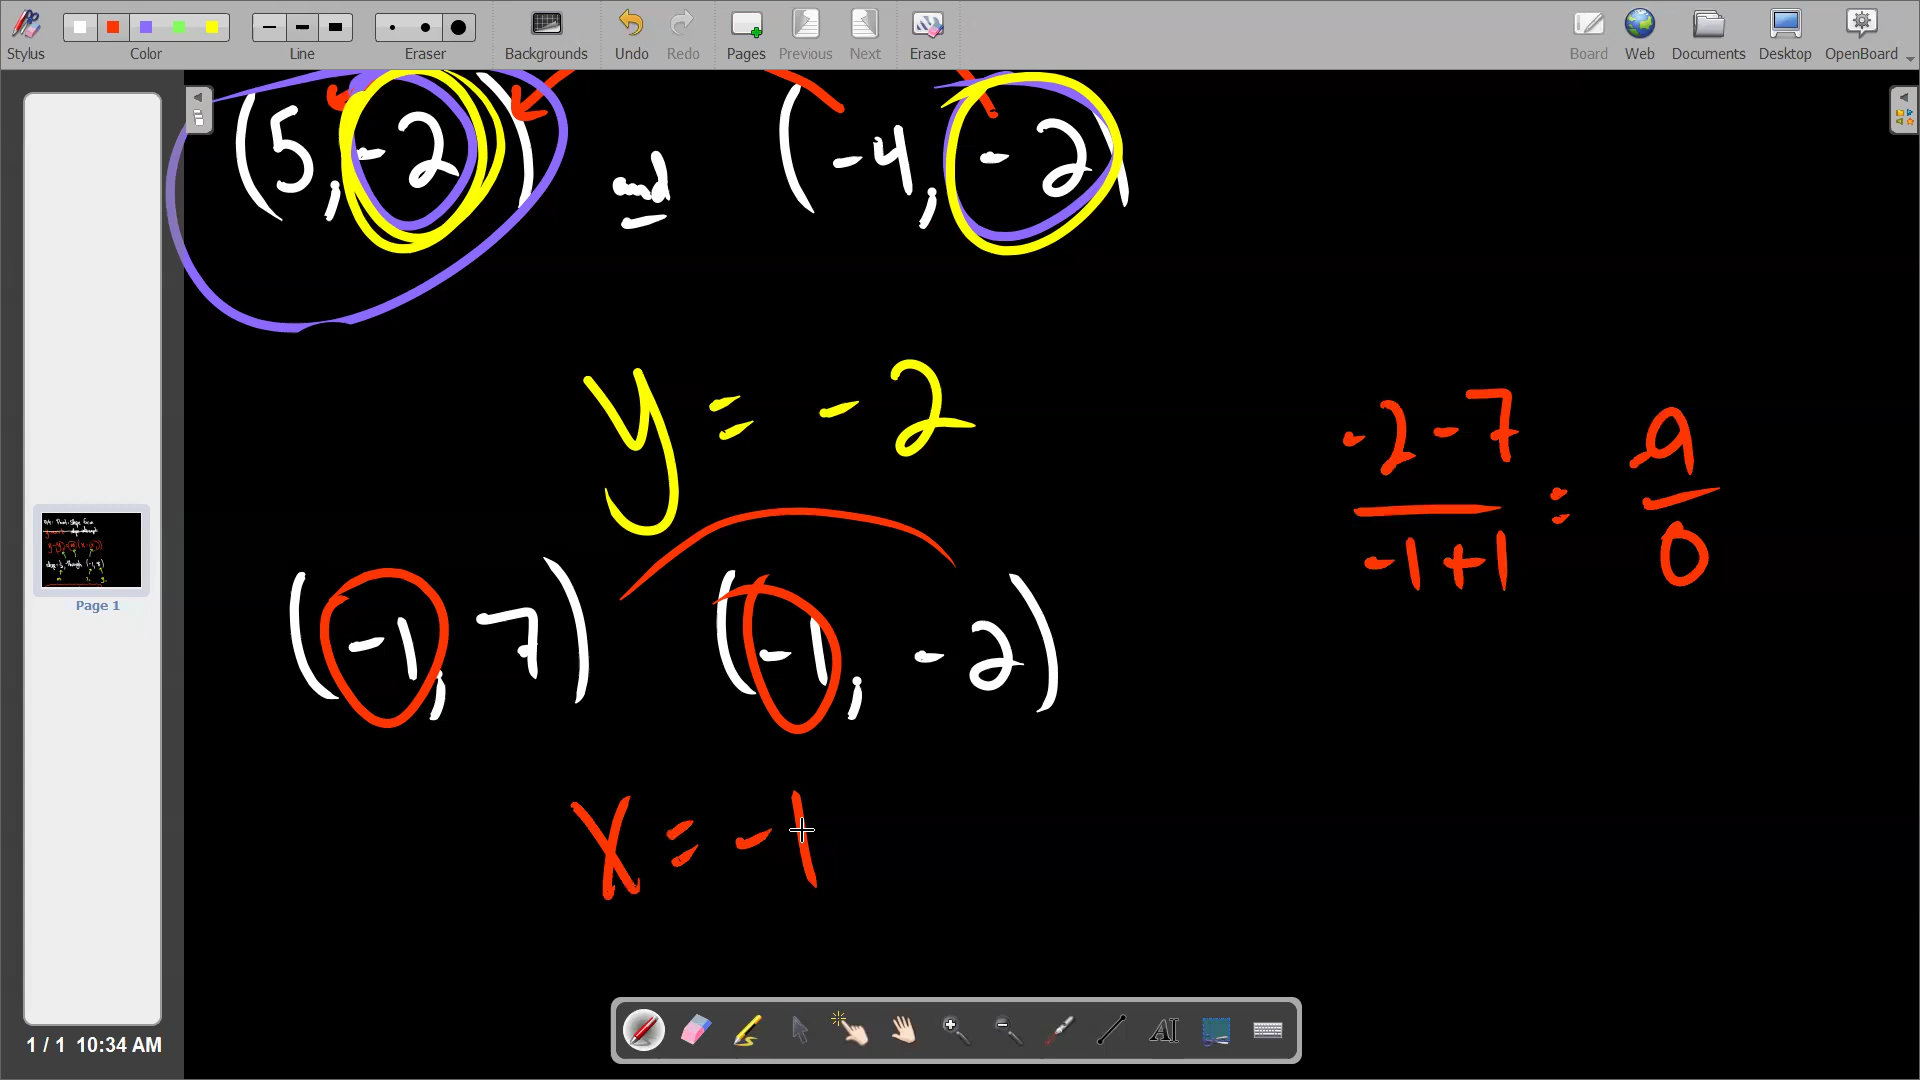 Stylus Color Line Eraser Backgrounds Undo Redo Pages Previous Next Erase Board Web Documents Desktop OpenBoard
(5, -2) and (-4, -2)
y = -2
-2-7 / -1+1 = 9/0
(-1, 7) (-1, -2)
x = -1
Page 1
1 / 1 10:34 AM
AI